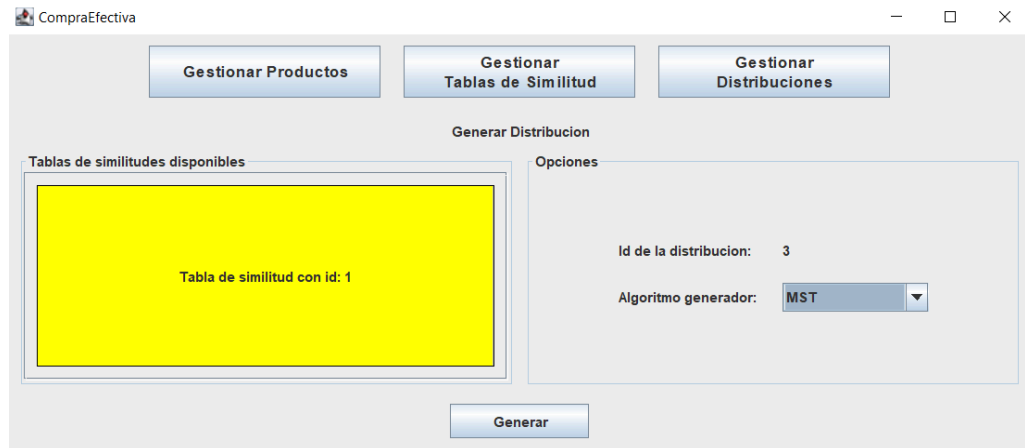 CompraEfectiva
Gestionar Productos
Gestionar
Tablas de Similitud
Gestionar
Distribuciones
Generar Distribucion
Tablas de similitudes disponibles
Tabla de similitud con id: 1
Opciones
Id de la distribucion: 3
Algoritmo generador: MST
Generar